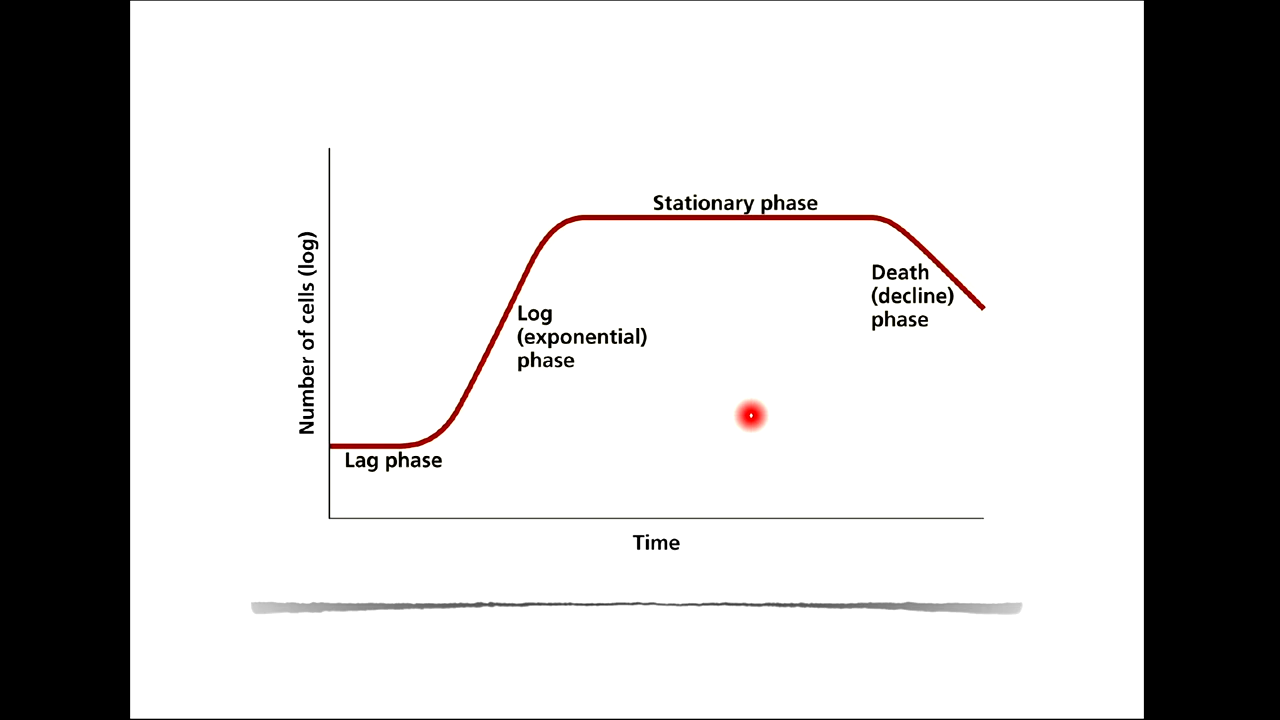 Stationary phase
Number of cells (log)
Death
(decline)
phase
Log
(exponential)
phase
Lag phase
Time